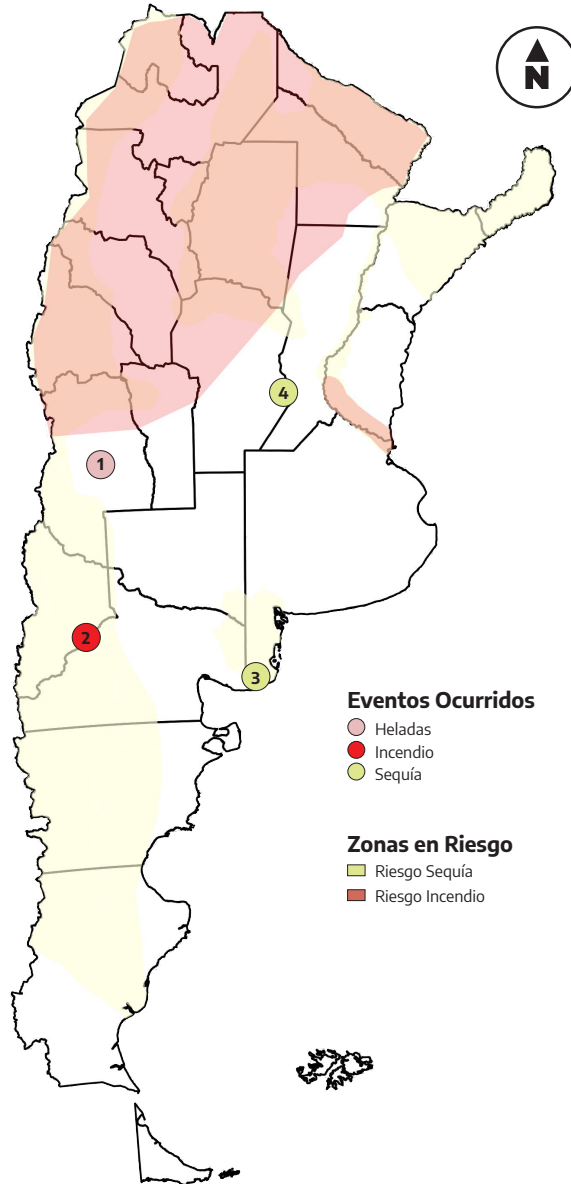 N
4
1
2
3
Eventos Ocurridos
Heladas
Incendio
Sequía
Zonas en Riesgo
Riesgo Sequía
Riesgo Incendio